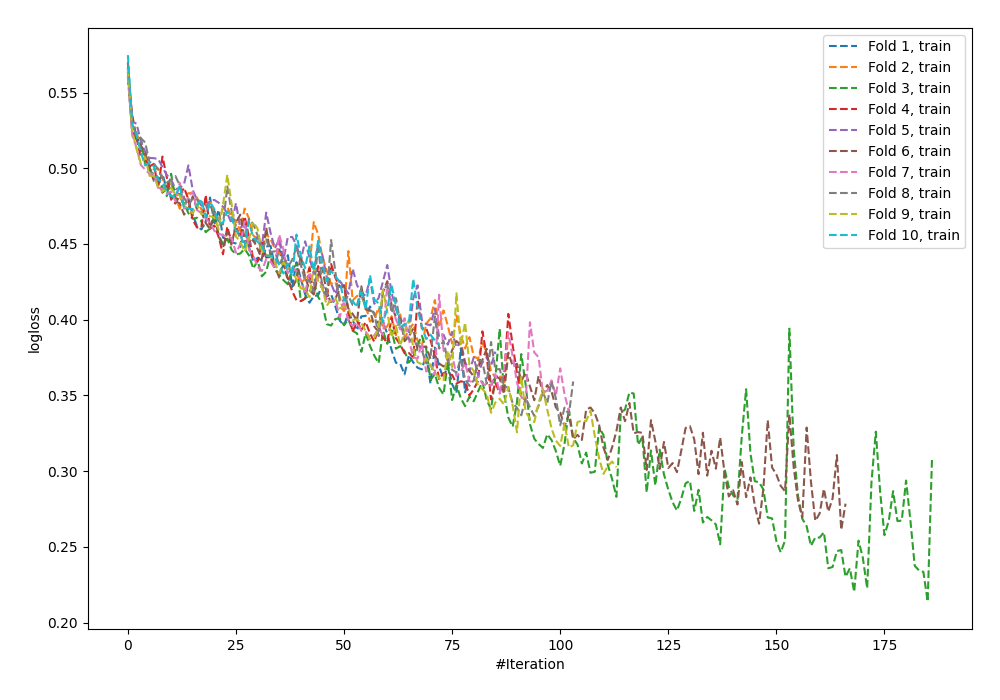 Fold 1, train
Fold 2, train
Fold 3, train
Fold 4, train
Fold 5, train
Fold 6, train
Fold 7, train
Fold 8, train
Fold 9, train
Fold 10, train
logloss
0.55
0.50
0.45
0.40
0.35
0.30
0.25
0.20
0 25 50 75 100 125 150 175
#Iteration